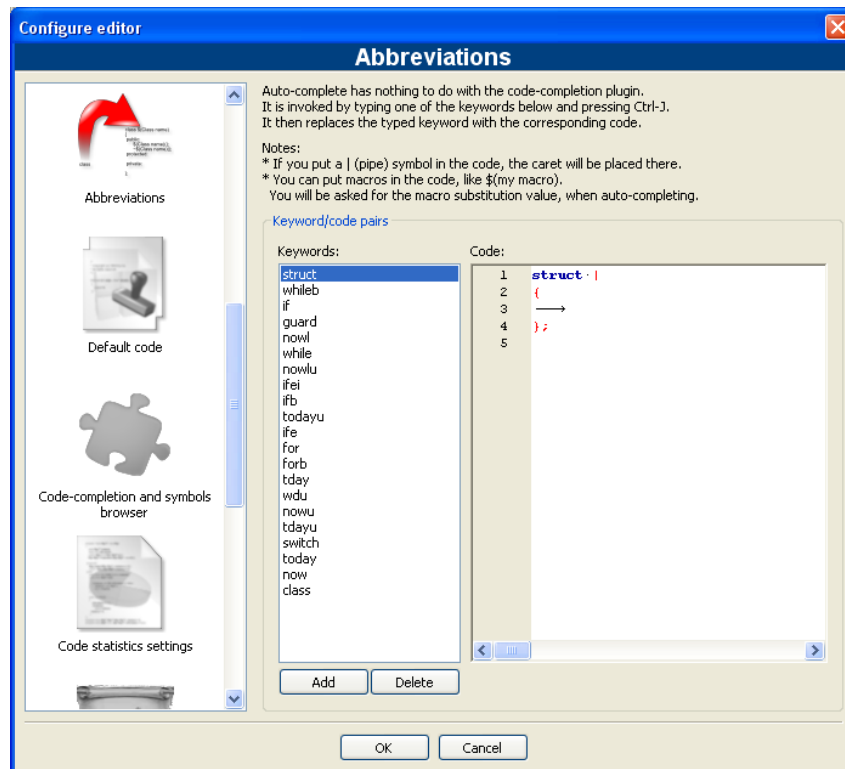 Configure editor
Abbreviations
Abbreviations
Default code
Code-completion and symbols
browser
Code statistics settings
Auto-complete has nothing to do with the code-completion plugin.
It is invoked by typing one of the keywords below and pressing Ctrl-J.
It then replaces the typed keyword with the corresponding code.
Notes:
* If you put a | (pipe) symbol in the code, the caret will be placed there.
* You can put macros in the code, like $(my macro).
You will be asked for the macro substitution value, when auto-completing.
Keyword/code pairs
Keywords:
struct
whileb
if
guard
nowl
while
nowlu
ifei
ifb
todayu
ife
for
forb
tday
wdu
nowu
tdayu
switch
today
now
class
Add
Delete
Code:
1 struct·|
2 {
3 ⟶
4 };
5
OK
Cancel